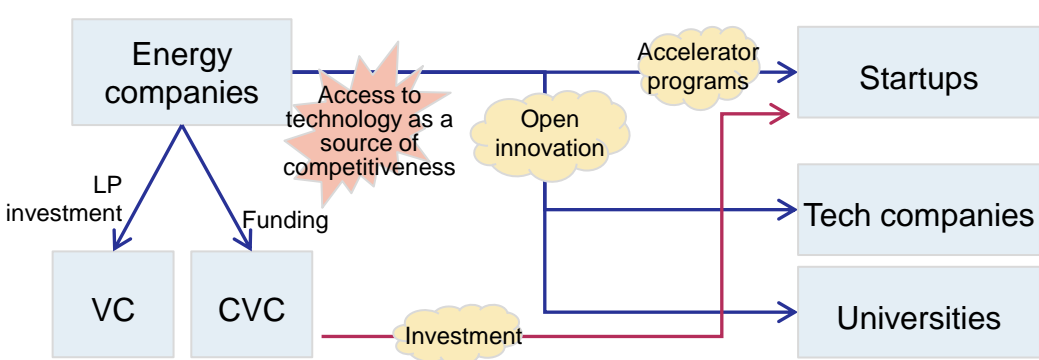 Energy
companies
Access to
technology as a
source of
competitiveness
Accelerator
programs
Startups
Open
innovation
LP
investment
Funding
Tech companies
VC
CVC
Investment
Universities